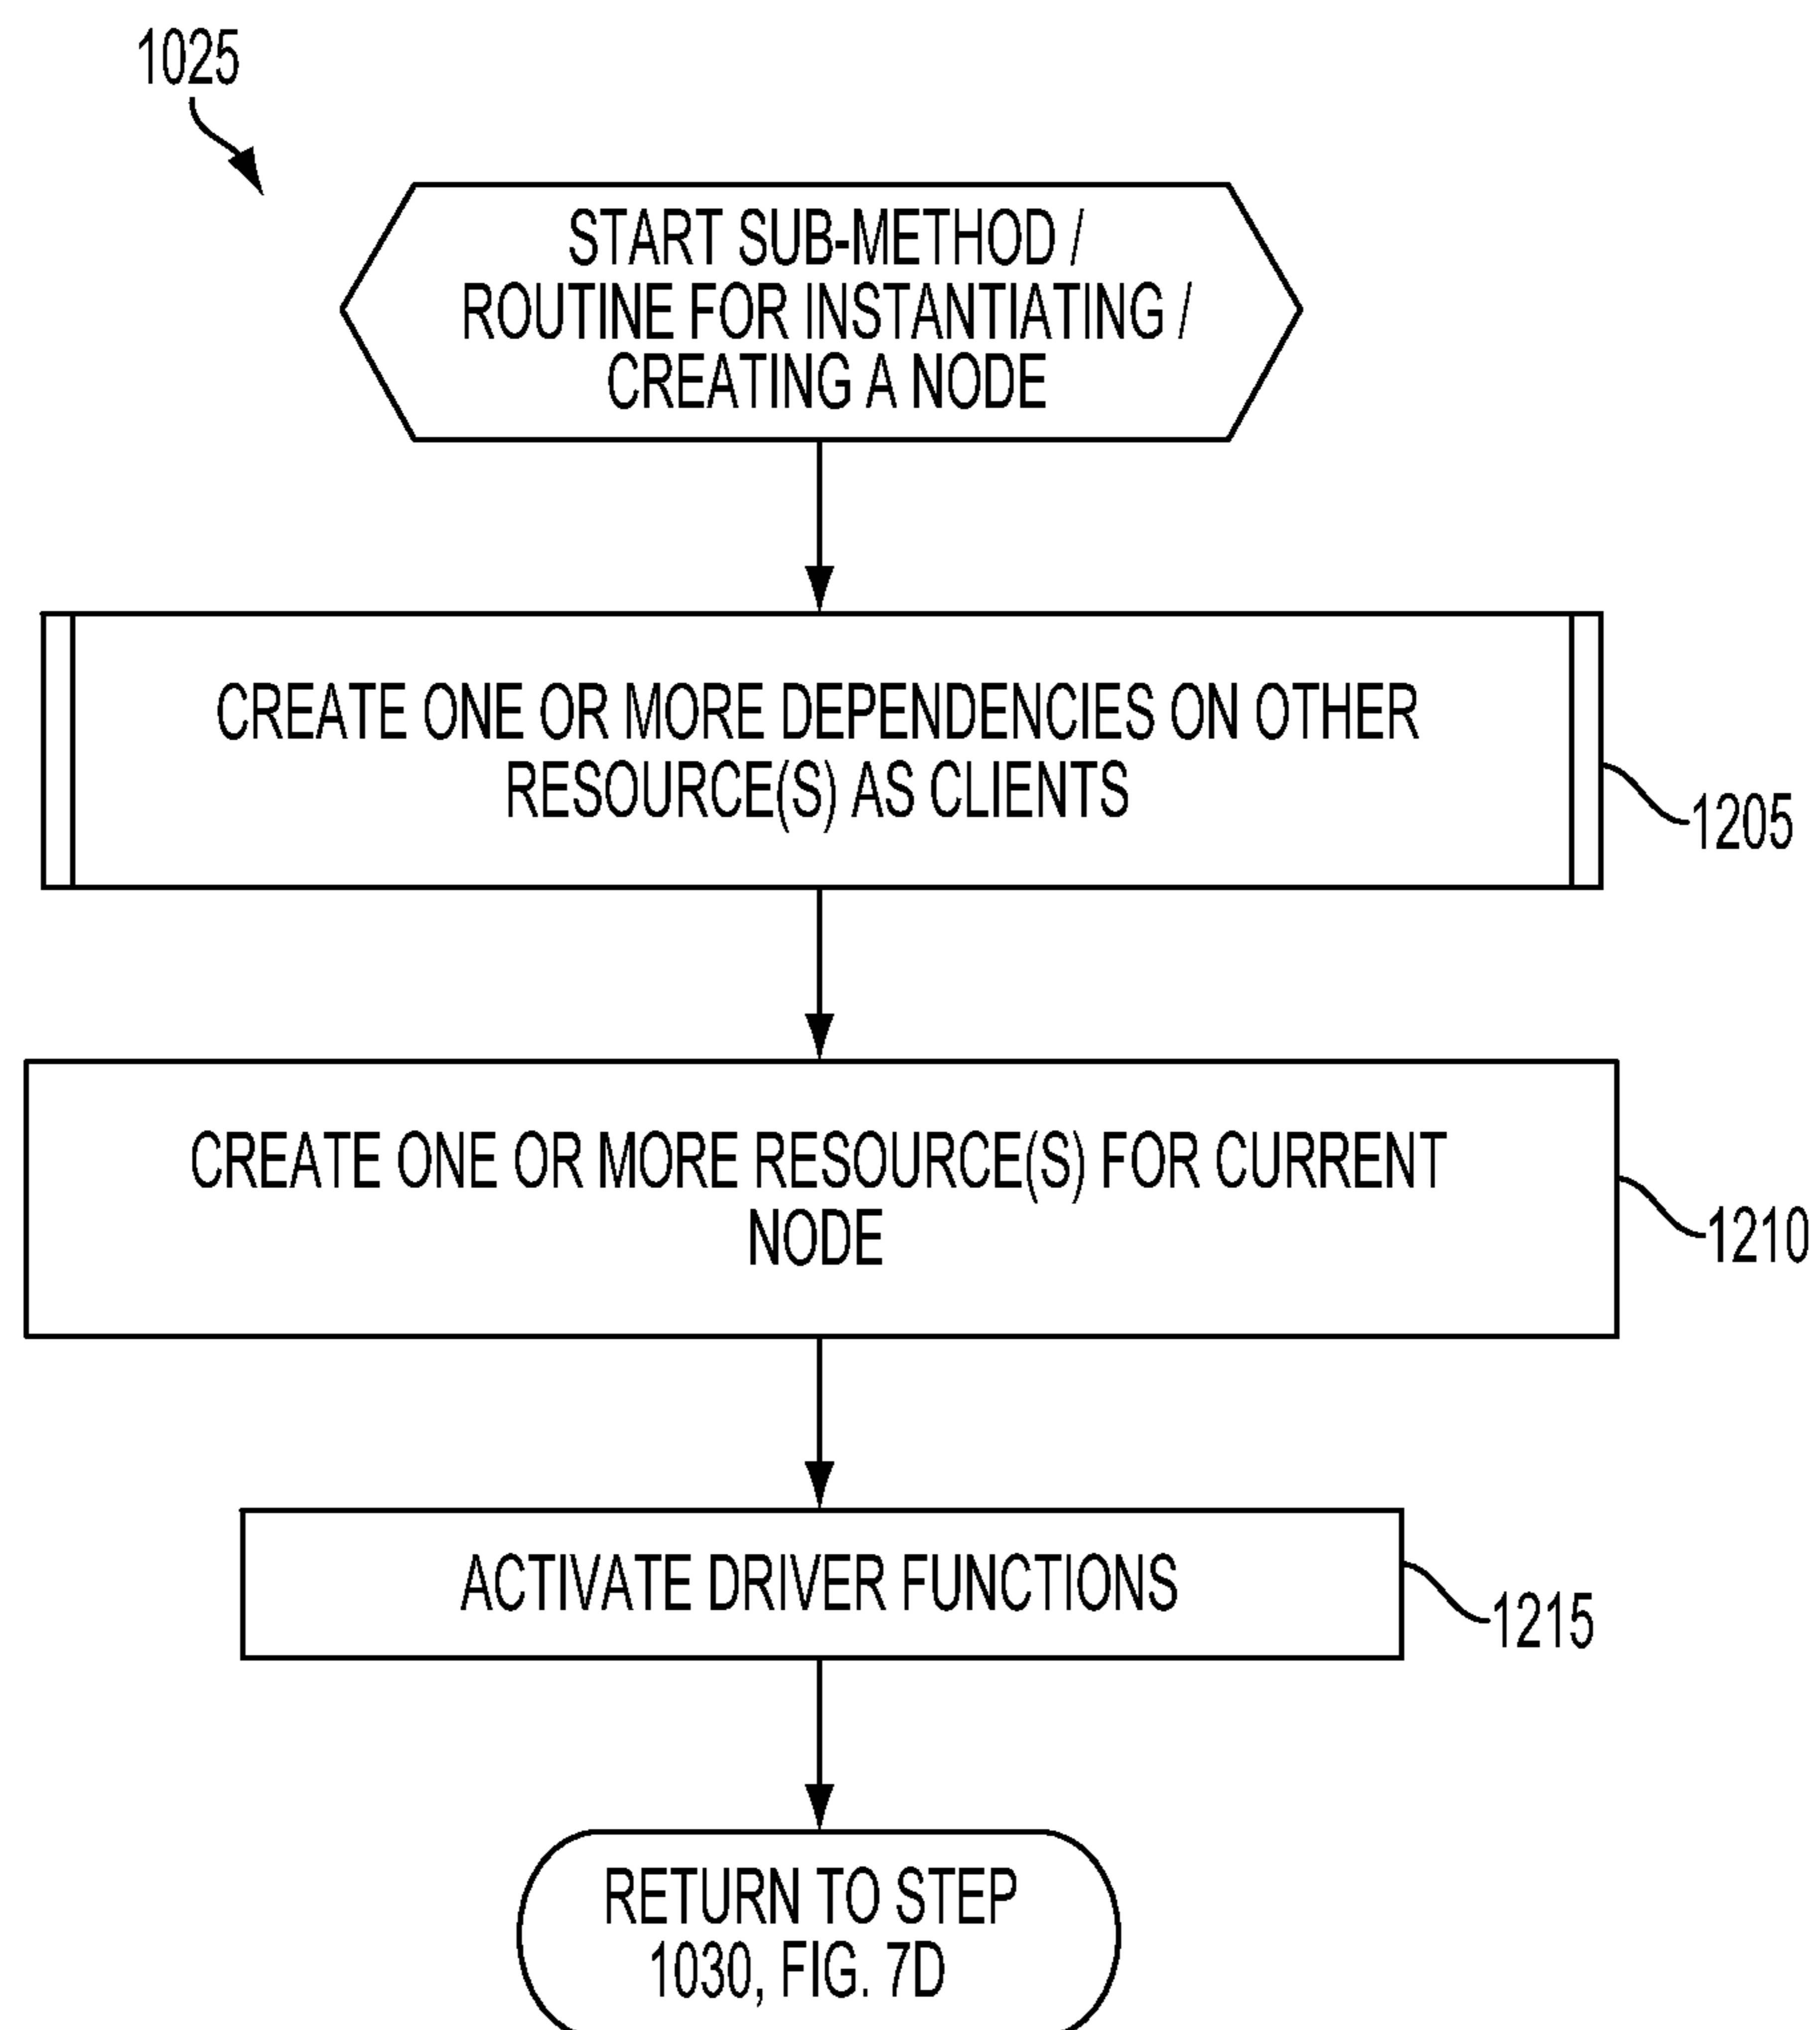 1025
START SUB-METHOD /
ROUTINE FOR INSTANTIATING /
CREATING A NODE
CREATE ONE OR MORE DEPENDENCIES ON OTHER
RESOURCE(S) AS CLIENTS
1205
CREATE ONE OR MORE RESOURCE(S) FOR CURRENT
NODE
1210
ACTIVATE DRIVER FUNCTIONS
1215
RETURN TO STEP
1030, FIG. 7D